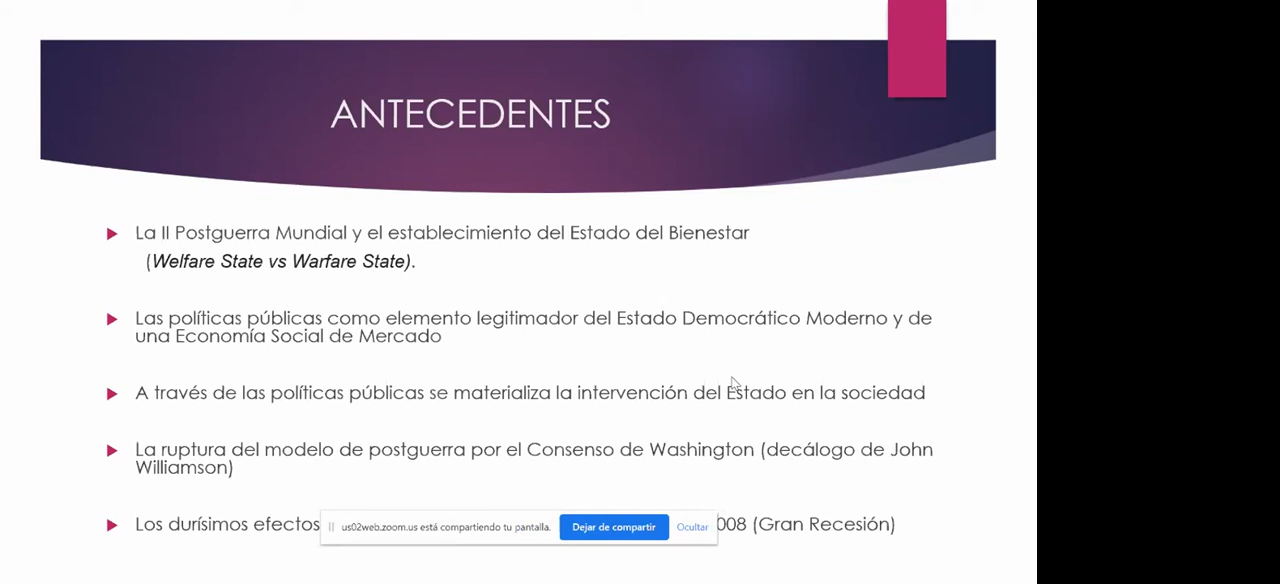 ANTECEDENTES
La II Postguerra Mundial y el establecimiento del Estado del Bienestar
(Welfare State vs Warfare State).
Las políticas públicas como elemento legitimador del Estado Democrático Moderno y de
una Economía Social de Mercado
A través de las políticas públicas se materializa la intervención del Estado en la sociedad
La ruptura del modelo de postguerra por el Consenso de Washington (decálogo de John
Williamson)
Los durísimos efectos 008 (Gran Recesión)
us02web.zoom.us está compartiendo tu pantalla. Dejar de compartir Ocultar